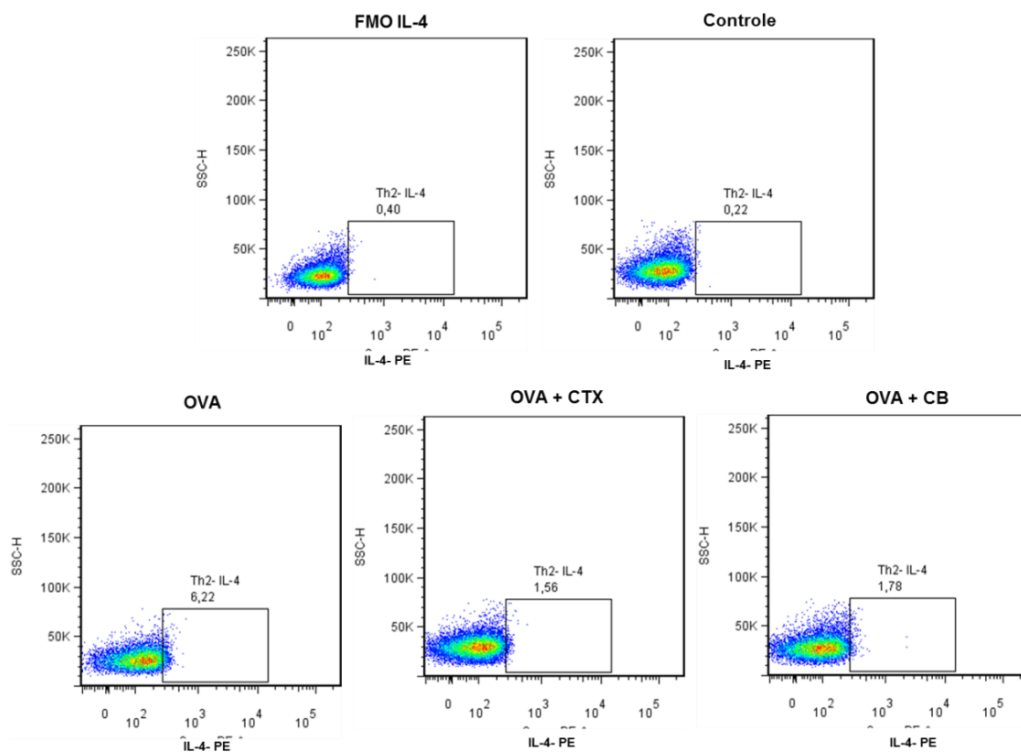 FMO IL-4
250K
200K
150K
100K
50K
0
SSC-H
Th2- IL-4
0,40
0 10^2 10^3 10^4 10^5
IL-4- PE
Controle
250K
200K
150K
100K
50K
0
SSC-H
Th2- IL-4
0,22
0 10^2 10^3 10^4 10^5
IL-4- PE
OVA
250K
200K
150K
100K
50K
0
SSC-H
Th2- IL-4
6,22
0 10^2 10^3 10^4 10^5
IL-4- PE
OVA + CTX
250K
200K
150K
100K
50K
0
SSC-H
Th2- IL-4
1,56
0 10^2 10^3 10^4 10^5
IL-4- PE
OVA + CB
250K
200K
150K
100K
50K
0
SSC-H
Th2- IL-4
1,78
0 10^2 10^3 10^4 10^5
IL-4- PE